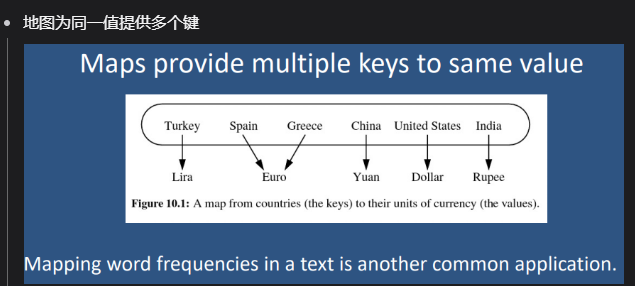 地图为同一值提供多个键
Maps provide multiple keys to same value
Turkey Spain Greece China United States India
Lira Euro Yuan Dollar Rupee
Figure 10.1: A map from countries (the keys) to their units of currency (the values).
Mapping word frequencies in a text is another common application.